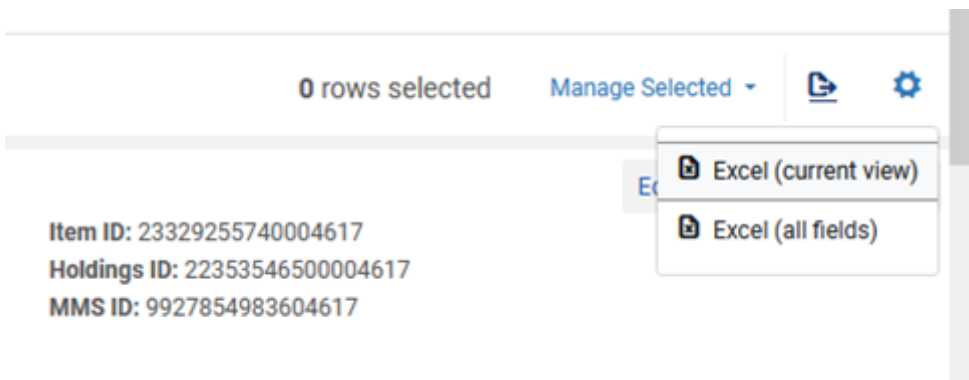 0 rows selected Manage Selected
Excel (current view)
Excel (all fields)
Item ID: 23329255740004617
Holdings ID: 22353546500004617
MMS ID: 9927854983604617